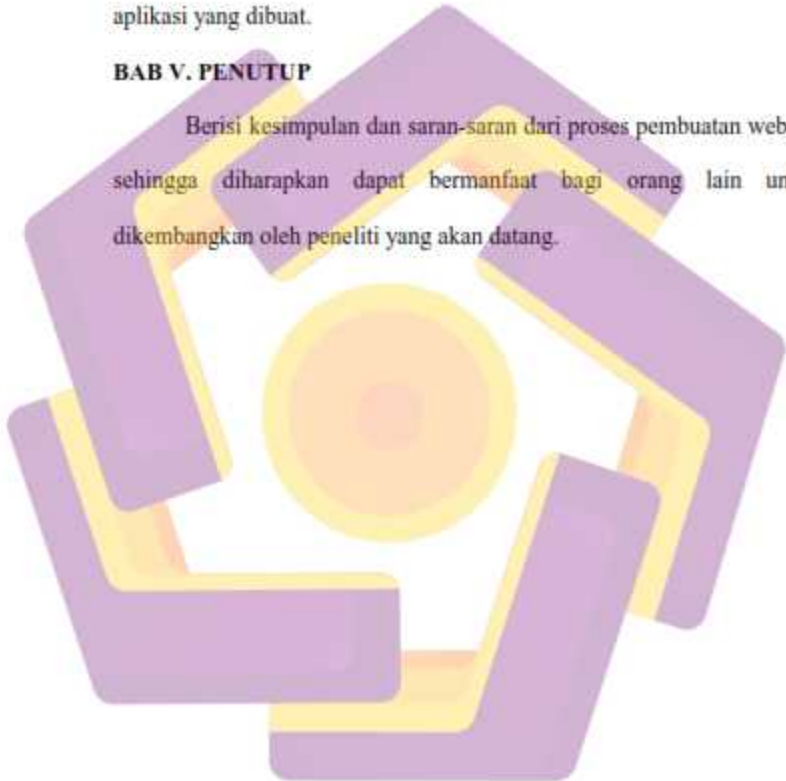 aplikasi yang dibuat.
BAB V. PENUTUP
Berisi kesimpulan dan saran-saran dari proses pembuatan web
sehingga diharapkan dapat bermanfaat bagi orang lain un
dikembangkan oleh peneliti yang akan datang.